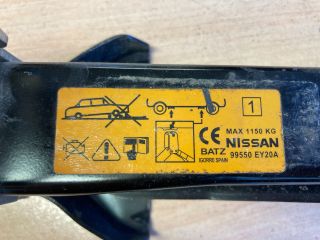 1
MAX 1150 KG
CE NISSAN
BATZ
IGORRE SPAIN
99550 EY20A